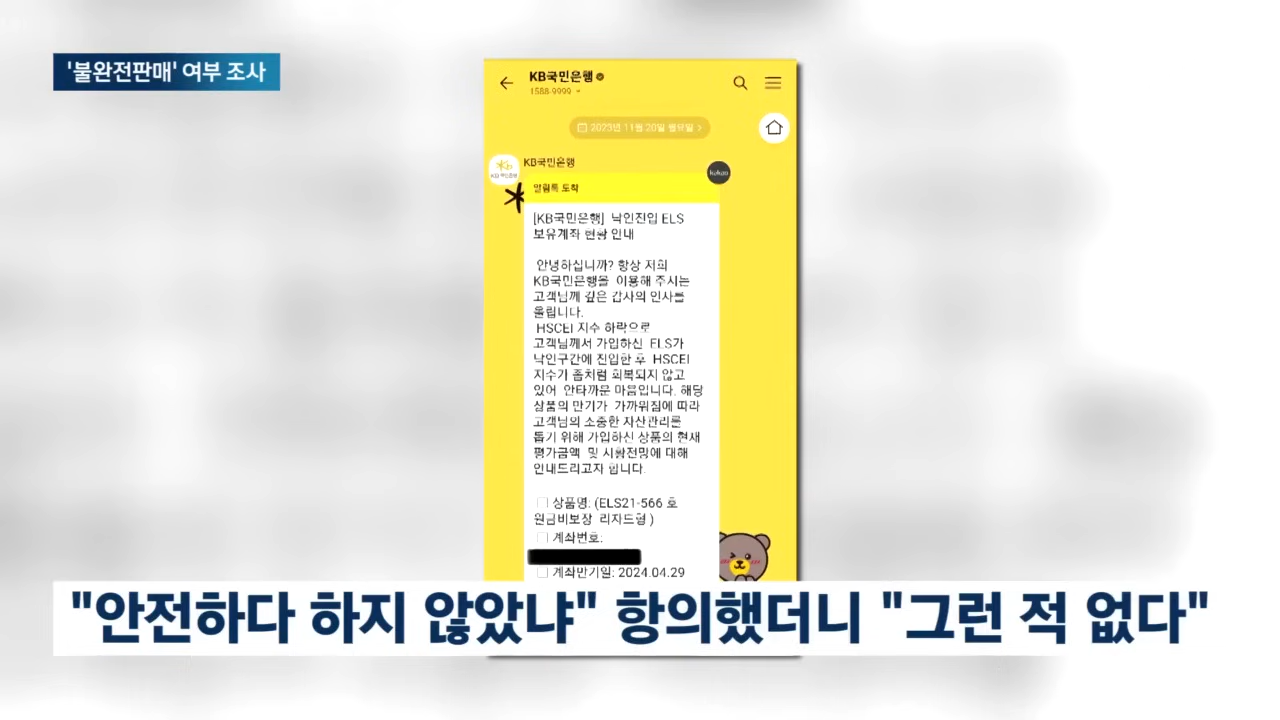 '불완전판매' 여부 조사
KB국민은행
1588-9999
2023년 11월 20일 월요일
KB국민은행
kakao
알림톡 도착
[KB국민은행] 낙인진입 ELS
보유계좌 현황 안내
안녕하십니까? 항상 저희
KB국민은행을 이용해 주시는
고객님께 깊은 감사의 인사를
올립니다.
HSCEI 지수 하락으로
고객님께서 가입하신 ELS가
낙인구간에 진입한 후 HSCEI
지수가 좀처럼 회복되지 않고
있어 안타까운 마음입니다. 해당
상품의 만기가 가까워짐에 따라
고객님의 소중한 자산관리를
돕기 위해 가입하신 상품의 현재
평가금액 및 시황전망에 대해
안내드리고자 합니다.
□ 상품명: (ELS21-566 호
원금비보장 리자드형 )
□ 계좌번호:
□ 계좌만기일: 2024.04.29
"안전하다 하지 않았냐" 항의했더니 "그런 적 없다"